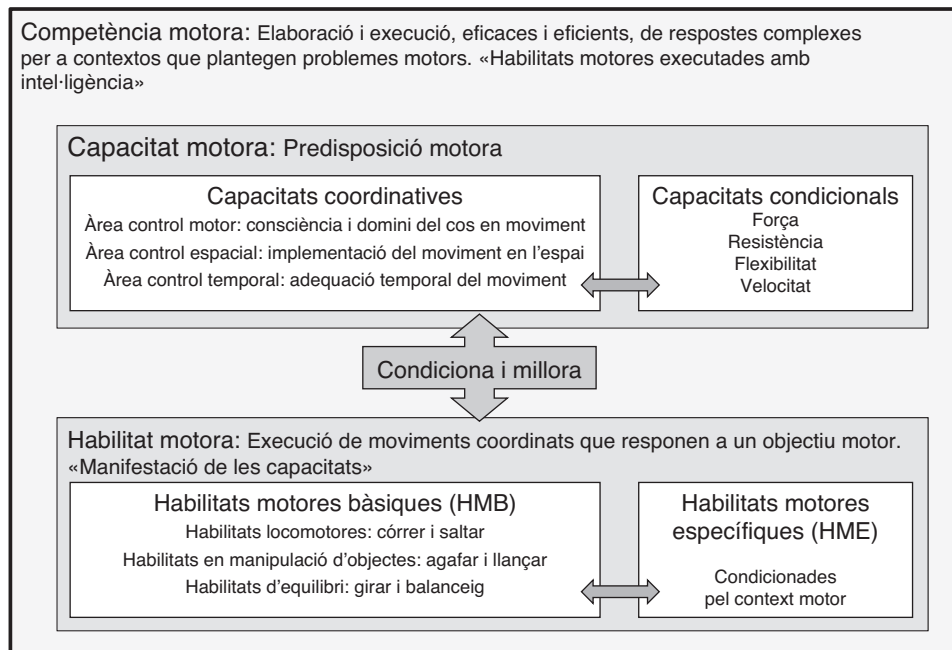 Competència motora: Elaboració i execució, eficaces i eficients, de respostes complexes
per a contextos que plantegen problemes motors. «Habilitats motores executades amb
intel·ligència»
Capacitat motora: Predisposició motora
Capacitats coordinatives
Àrea control motor: consciència i domini del cos en moviment
Àrea control espacial: implementació del moviment en l'espai
Àrea control temporal: adequació temporal del moviment
Capacitats condicionals
Força
Resistència
Flexibilitat
Velocitat
Condiciona i millora
Habilitat motora: Execució de moviments coordinats que responen a un objectiu motor.
«Manifestació de les capacitats»
Habilitats motores bàsiques (HMB)
Habilitats locomotores: córrer i saltar
Habilitats en manipulació d'objectes: agafar i llançar
Habilitats d'equilibri: girar i balanceig
Habilitats motores
específiques (HME)
Condicionades
pel context motor